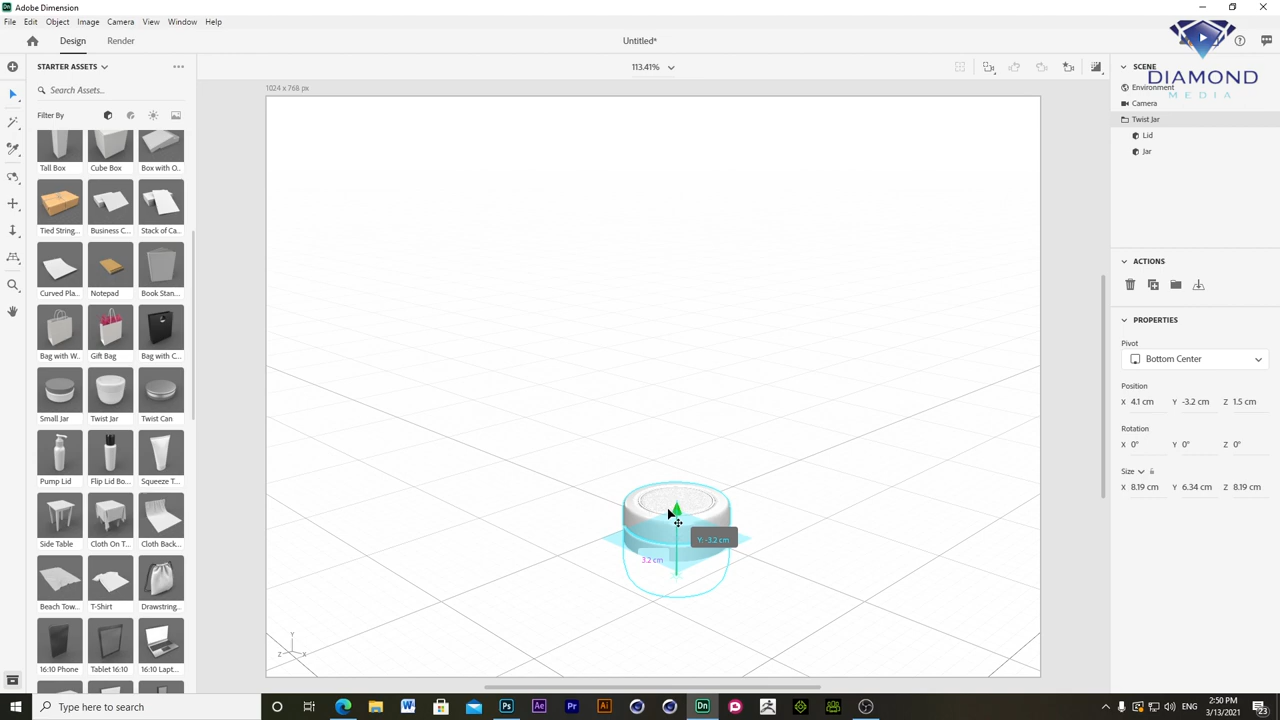 Adobe Dimension
File Edit Object Image Camera View Window Help
Design Render
Untitled*
STARTER ASSETS
113.41%
SCENE
DIAMOND
MEDIA
Search Assets...
1024 x 768 px
Environment
Camera
Filter By
Twist Jar
Lid
Jar
Tall Box Cube Box Box with O...
Tied String... Business C... Stack of Ca...
Curved Pla... Notepad Book Stan...
ACTIONS
PROPERTIES
Pivot
Bag with W... Gift Bag Bag with C...
Bottom Center
Position
X 4.1 cm Y -3.2 cm Z 1.5 cm
Small Jar Twist Jar Twist Can
Rotation
X 0° Y 0° Z 0°
Size
Pump Lid Flip Lid Bo... Squeeze T...
X 8.19 cm Y 6.34 cm Z 8.19 cm
Side Table Cloth On T... Cloth Back...
Y: -3.2 cm
3.2 cm
Beach Tow... T-Shirt Drawstring...
Y
Z X
16:10 Phone Tablet 16:10 16:10 Lapt...
Type here to search
ENG
2:50 PM
3/13/2021
23